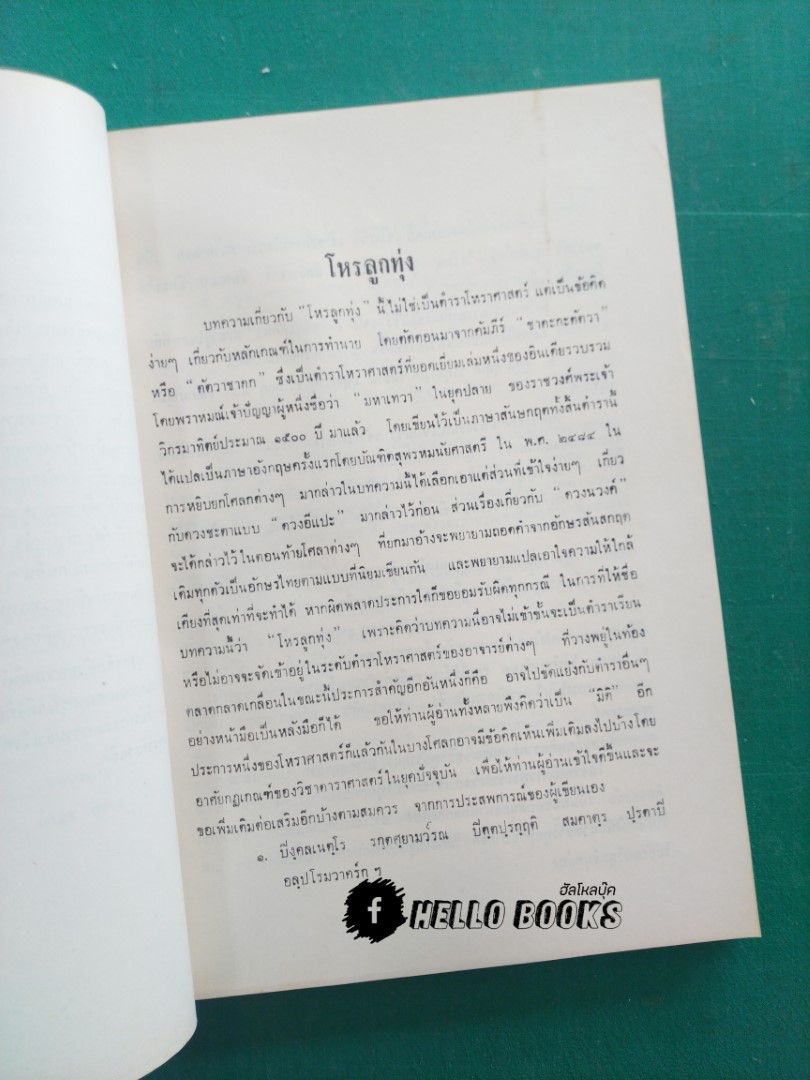 โหรลูกทุ่ง
บทความเกี่ยวกับ “โหรลูกทุ่ง” นี้ ไม่ใช่เป็นตำราโหราศาสตร์ แต่เป็นข้อคิด
ง่ายๆ เกี่ยวกับหลักเกณฑ์ในการทำนาย โดยคัดตอนมาจากคัมภีร์ “ชาตะกะตัตวา”
หรือ “ตัตวาชาดก” ซึ่งเป็นตำราโหราศาสตร์ที่ยอดเยี่ยมเล่มหนึ่งของอินเดียรวบรวม
โดยพราหมณ์เจ้าปัญญาผู้หนึ่งชื่อว่า “มหาเทวา” ในยุคปลาย ของราชวงศ์พระเจ้า
วิกรมาทิตย์ประมาณ ๑๕๐๐ ปี มาแล้ว โดยเขียนไว้เป็นภาษาสันษกฤตทั้งสิ้นตำรานี้
ได้แปลเป็นภาษาอังกฤษครั้งแรกโดยบัณฑิตสุพรหมนัยศาสตรี ใน พ.ศ. ๒๔๘๔ ใน
การหยิบยกโศลกต่างๆ มากล่าวในบทความนี้ได้เลือกเอาแต่ส่วนที่เข้าใจง่ายๆ เกี่ยว
กับดวงชะตาแบบ “ดวงอีแปะ” มากล่าวไว้ก่อน ส่วนเรื่องเกี่ยวกับ “ดวงนวงค์”
จะได้กล่าวไว้ในตอนท้ายโศลาต่างๆ ที่ยกมาอ้างจะพยายามถอดคำจากอักษรสันสกฤต
เดิมทุกตัวเป็นอักษรไทยตามแบบที่นิยมเขียนกัน และพยายามแปลเอาใจความให้ใกล้
เคียงที่สุดเท่าที่จะทำได้ หากผิดพลาดประการใดก็ขอยอมรับผิดทุกกรณี ในการที่ให้ชื่อ
บทความนี้ว่า “โหรลูกทุ่ง” เพราะคิดว่าบทความนี้อาจไม่เข้าขั้นจะเป็นตำราเรียน
หรือไม่อาจจะจัดเข้าอยู่ในระดับตำราโหราศาสตร์ของอาจารย์ต่างๆ ที่วางพยู่ในท้อง
ตลาดกลาดเกลื่อนในขณะนี้ประการสำคัญอีกอันหนึ่งก็คือ อาจไปขัดแย้งกับตำราอื่นๆ
อย่างหน้ามือเป็นหลังมือก็ได้ ขอให้ท่านผู้อ่านทั้งหลายพึงคิดว่าเป็น “มิติ” อีก
ประการหนึ่งของโหราศาสตร์ก็แล้วกันในบางโศลกอาจมีข้อคิดเห็นเพิ่มเติมลงไปบ้างโดย
อาศัยกฏเกณฑ์ของวิชาดาราศาสตร์ในยุคปัจจุบัน เพื่อให้ท่านผู้อ่านเข้าใจดีขึ้นและจะ
ขอเพิ่มเติมต่อเสริมอีกบ้างตามสมควร จากการประสพการณ์ของผู้เขียนเอง
๑. ปิงฺคลเนตฺโร รกฺตศฺยามวรฺณ ปิตฺตปฺรกฤติ สมคาตฺร ปฺรตาปี
อลฺปโรมวาครฺก ฯ
ฮัลโหลบุ๊ค
f HELLO BOOKS